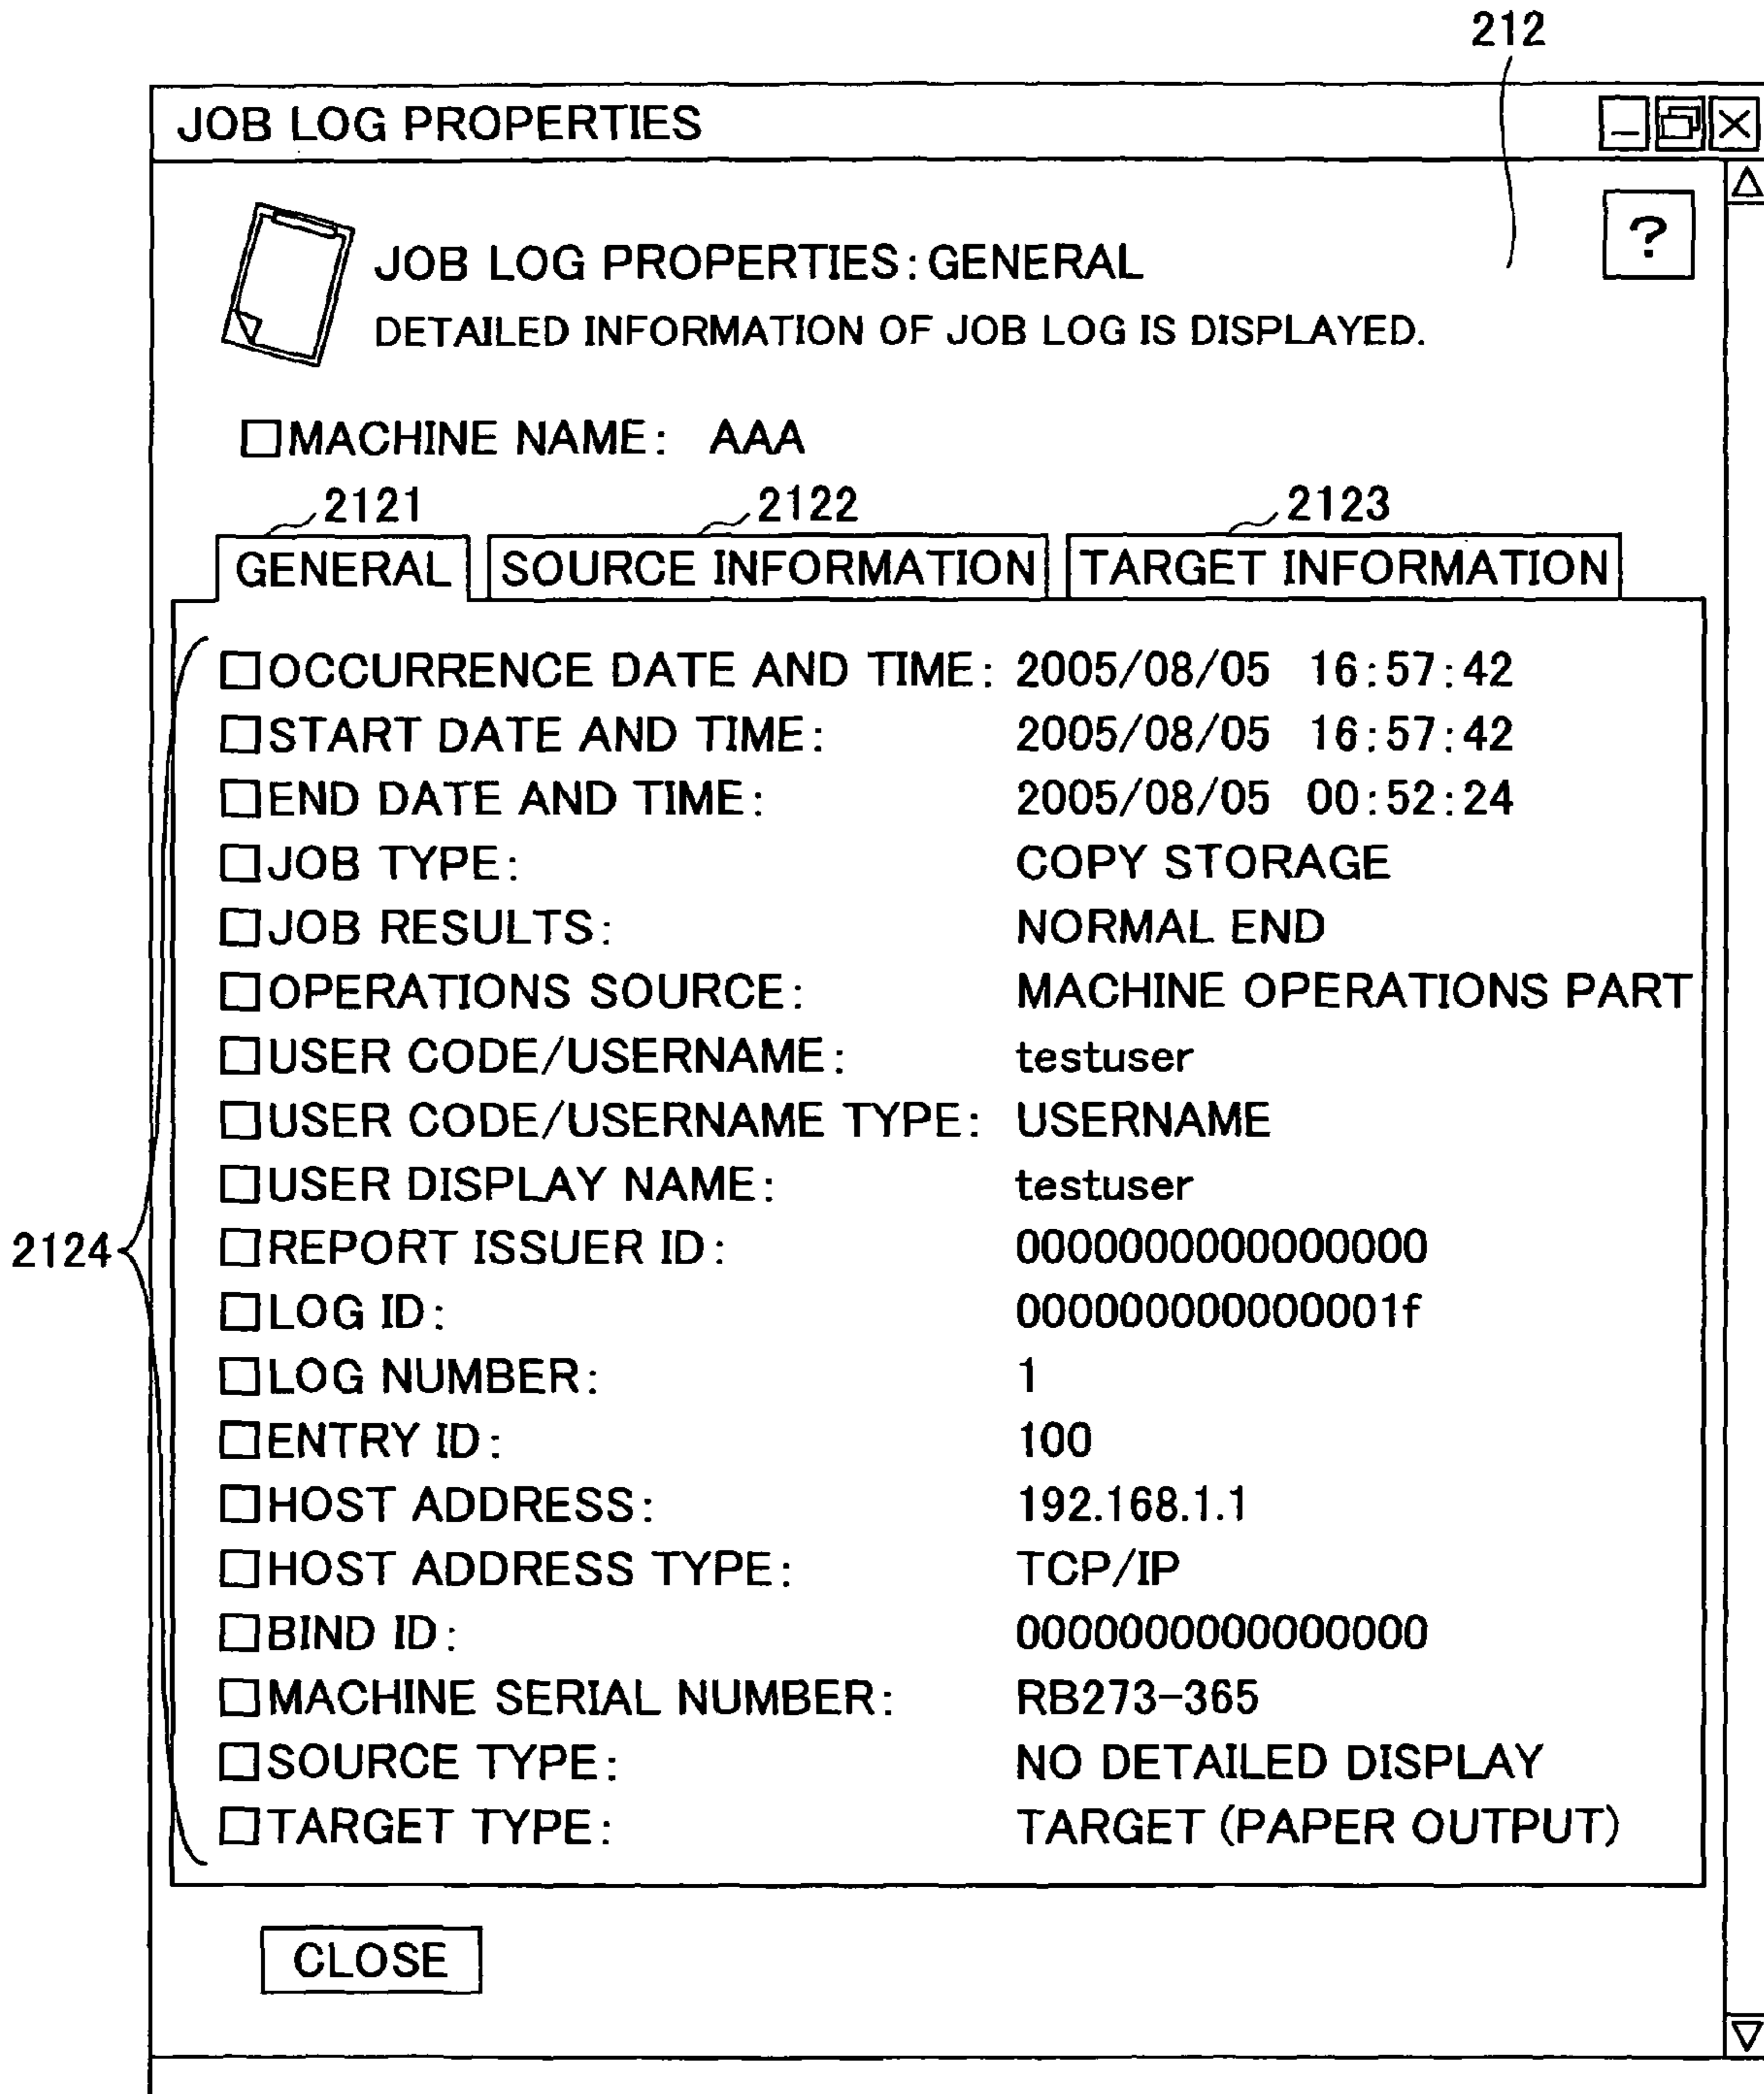 212
JOB LOG PROPERTIES
?
JOB LOG PROPERTIES:GENERAL
DETAILED INFORMATION OF JOB LOG IS DISPLAYED.
□MACHINE NAME: AAA
2121 2122 2123
GENERAL SOURCE INFORMATION TARGET INFORMATION
□OCCURRENCE DATE AND TIME: 2005/08/05 16:57:42
□START DATE AND TIME: 2005/08/05 16:57:42
□END DATE AND TIME: 2005/08/05 00:52:24
□JOB TYPE: COPY STORAGE
□JOB RESULTS: NORMAL END
□OPERATIONS SOURCE: MACHINE OPERATIONS PART
□USER CODE/USERNAME: testuser
□USER CODE/USERNAME TYPE: USERNAME
□USER DISPLAY NAME: testuser
2124
□REPORT ISSUER ID: 0000000000000000
□LOG ID: 000000000000001f
□LOG NUMBER: 1
□ENTRY ID: 100
□HOST ADDRESS: 192.168.1.1
□HOST ADDRESS TYPE: TCP/IP
□BIND ID: 0000000000000000
□MACHINE SERIAL NUMBER: RB273-365
□SOURCE TYPE: NO DETAILED DISPLAY
□TARGET TYPE: TARGET (PAPER OUTPUT)
CLOSE